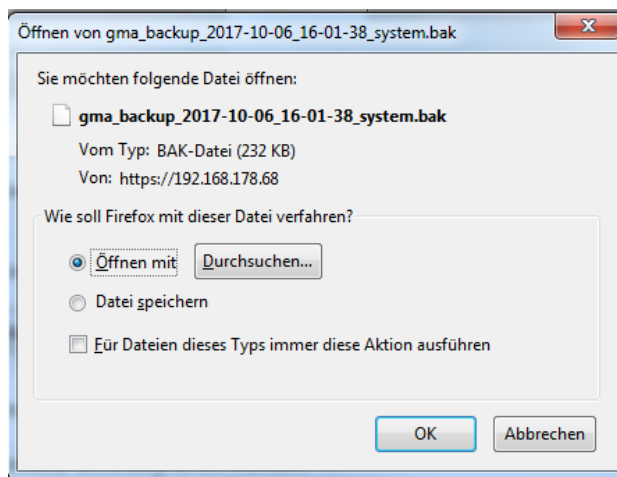 Öffnen von gma_backup_2017-10-06_16-01-38_system.bak
Sie möchten folgende Datei öffnen:
gma_backup_2017-10-06_16-01-38_system.bak
Vom Typ: BAK-Datei (232 KB)
Von: https://192.168.178.68
Wie soll Firefox mit dieser Datei verfahren?
Öffnen mit Durchsuchen...
Datei speichern
Für Dateien dieses Typs immer diese Aktion ausführen
OK Abbrechen